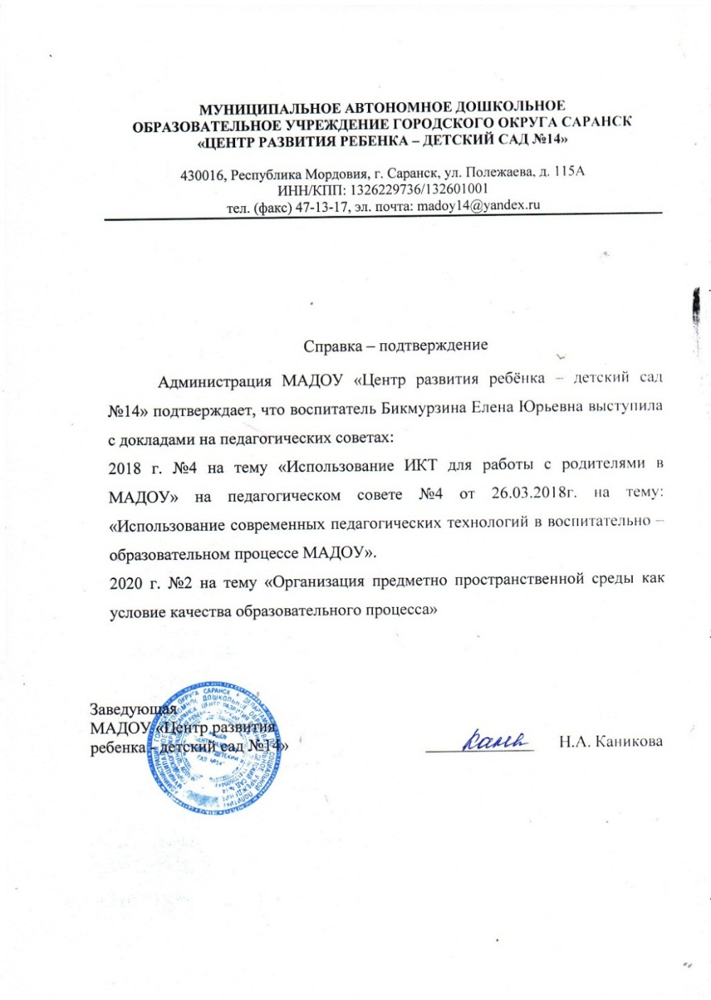 МУНИЦИПАЛЬНОЕ АВТОНОМНОЕ ДОШКОЛЬНОЕ
ОБРАЗОВАТЕЛЬНОЕ УЧРЕЖДЕНИЕ ГОРОДСКОГО ОКРУГА САРАНСК
«ЦЕНТР РАЗВИТИЯ РЕБЕНКА – ДЕТСКИЙ САД №14»
430016, Республика Мордовия, г. Саранск, ул. Полежаева, д. 115А
ИНН/КПП: 1326229736/132601001
тел. (факс) 47-13-17, эл. почта: madoy14@yandex.ru
Справка – подтверждение
Администрация МАДОУ «Центр развития ребёнка – детский сад
№14» подтверждает, что воспитатель Бикмурзина Елена Юрьевна выступила
с докладами на педагогических советах:
2018 г. №4 на тему «Использование ИКТ для работы с родителями в
МАДОУ» на педагогическом совете №4 от 26.03.2018г. на тему:
«Использование современных педагогических технологий в воспитательно –
образовательном процессе МАДОУ».
2020 г. №2 на тему «Организация предметно пространственной среды как
условие качества образовательного процесса»
Заведующая
МАДОУ «Центр развития
ребенка – детский сад №14»
Н.А. Каникова